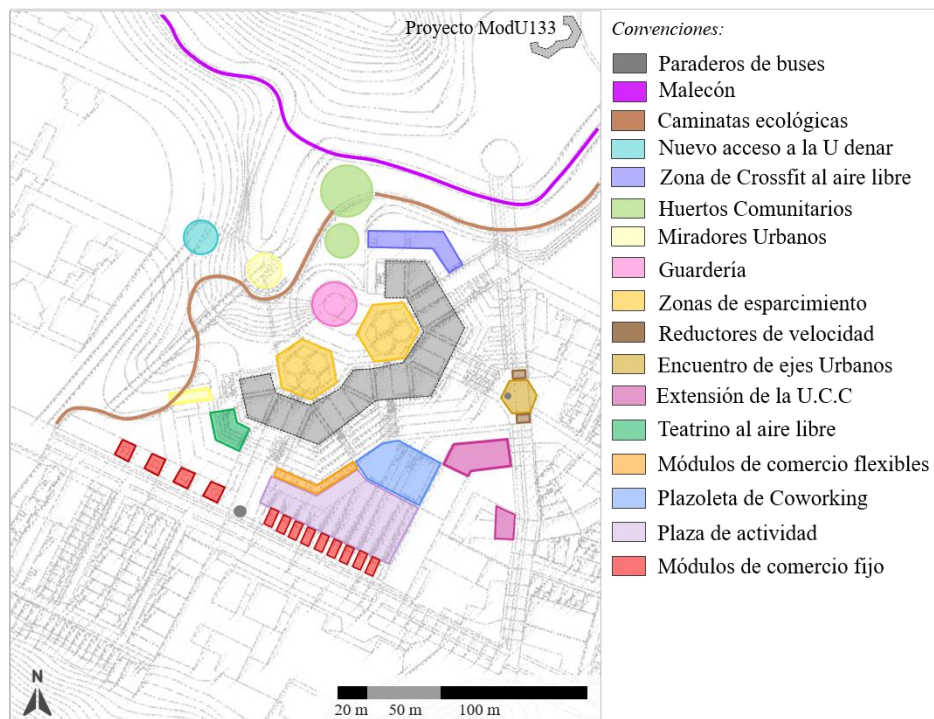 Proyecto ModU133
Convenciones:
Paraderos de buses
Malecón
Caminatas ecológicas
Nuevo acceso a la U denar
Zona de Crossfit al aire libre
Huertos Comunitarios
Miradores Urbanos
Guardería
Zonas de esparcimiento
Reductores de velocidad
Encuentro de ejes Urbanos
Extensión de la U.C.C
Teatrino al aire libre
Módulos de comercio flexibles
Plazoleta de Coworking
Plaza de actividad
Módulos de comercio fijo
N
20 m 50 m 100 m